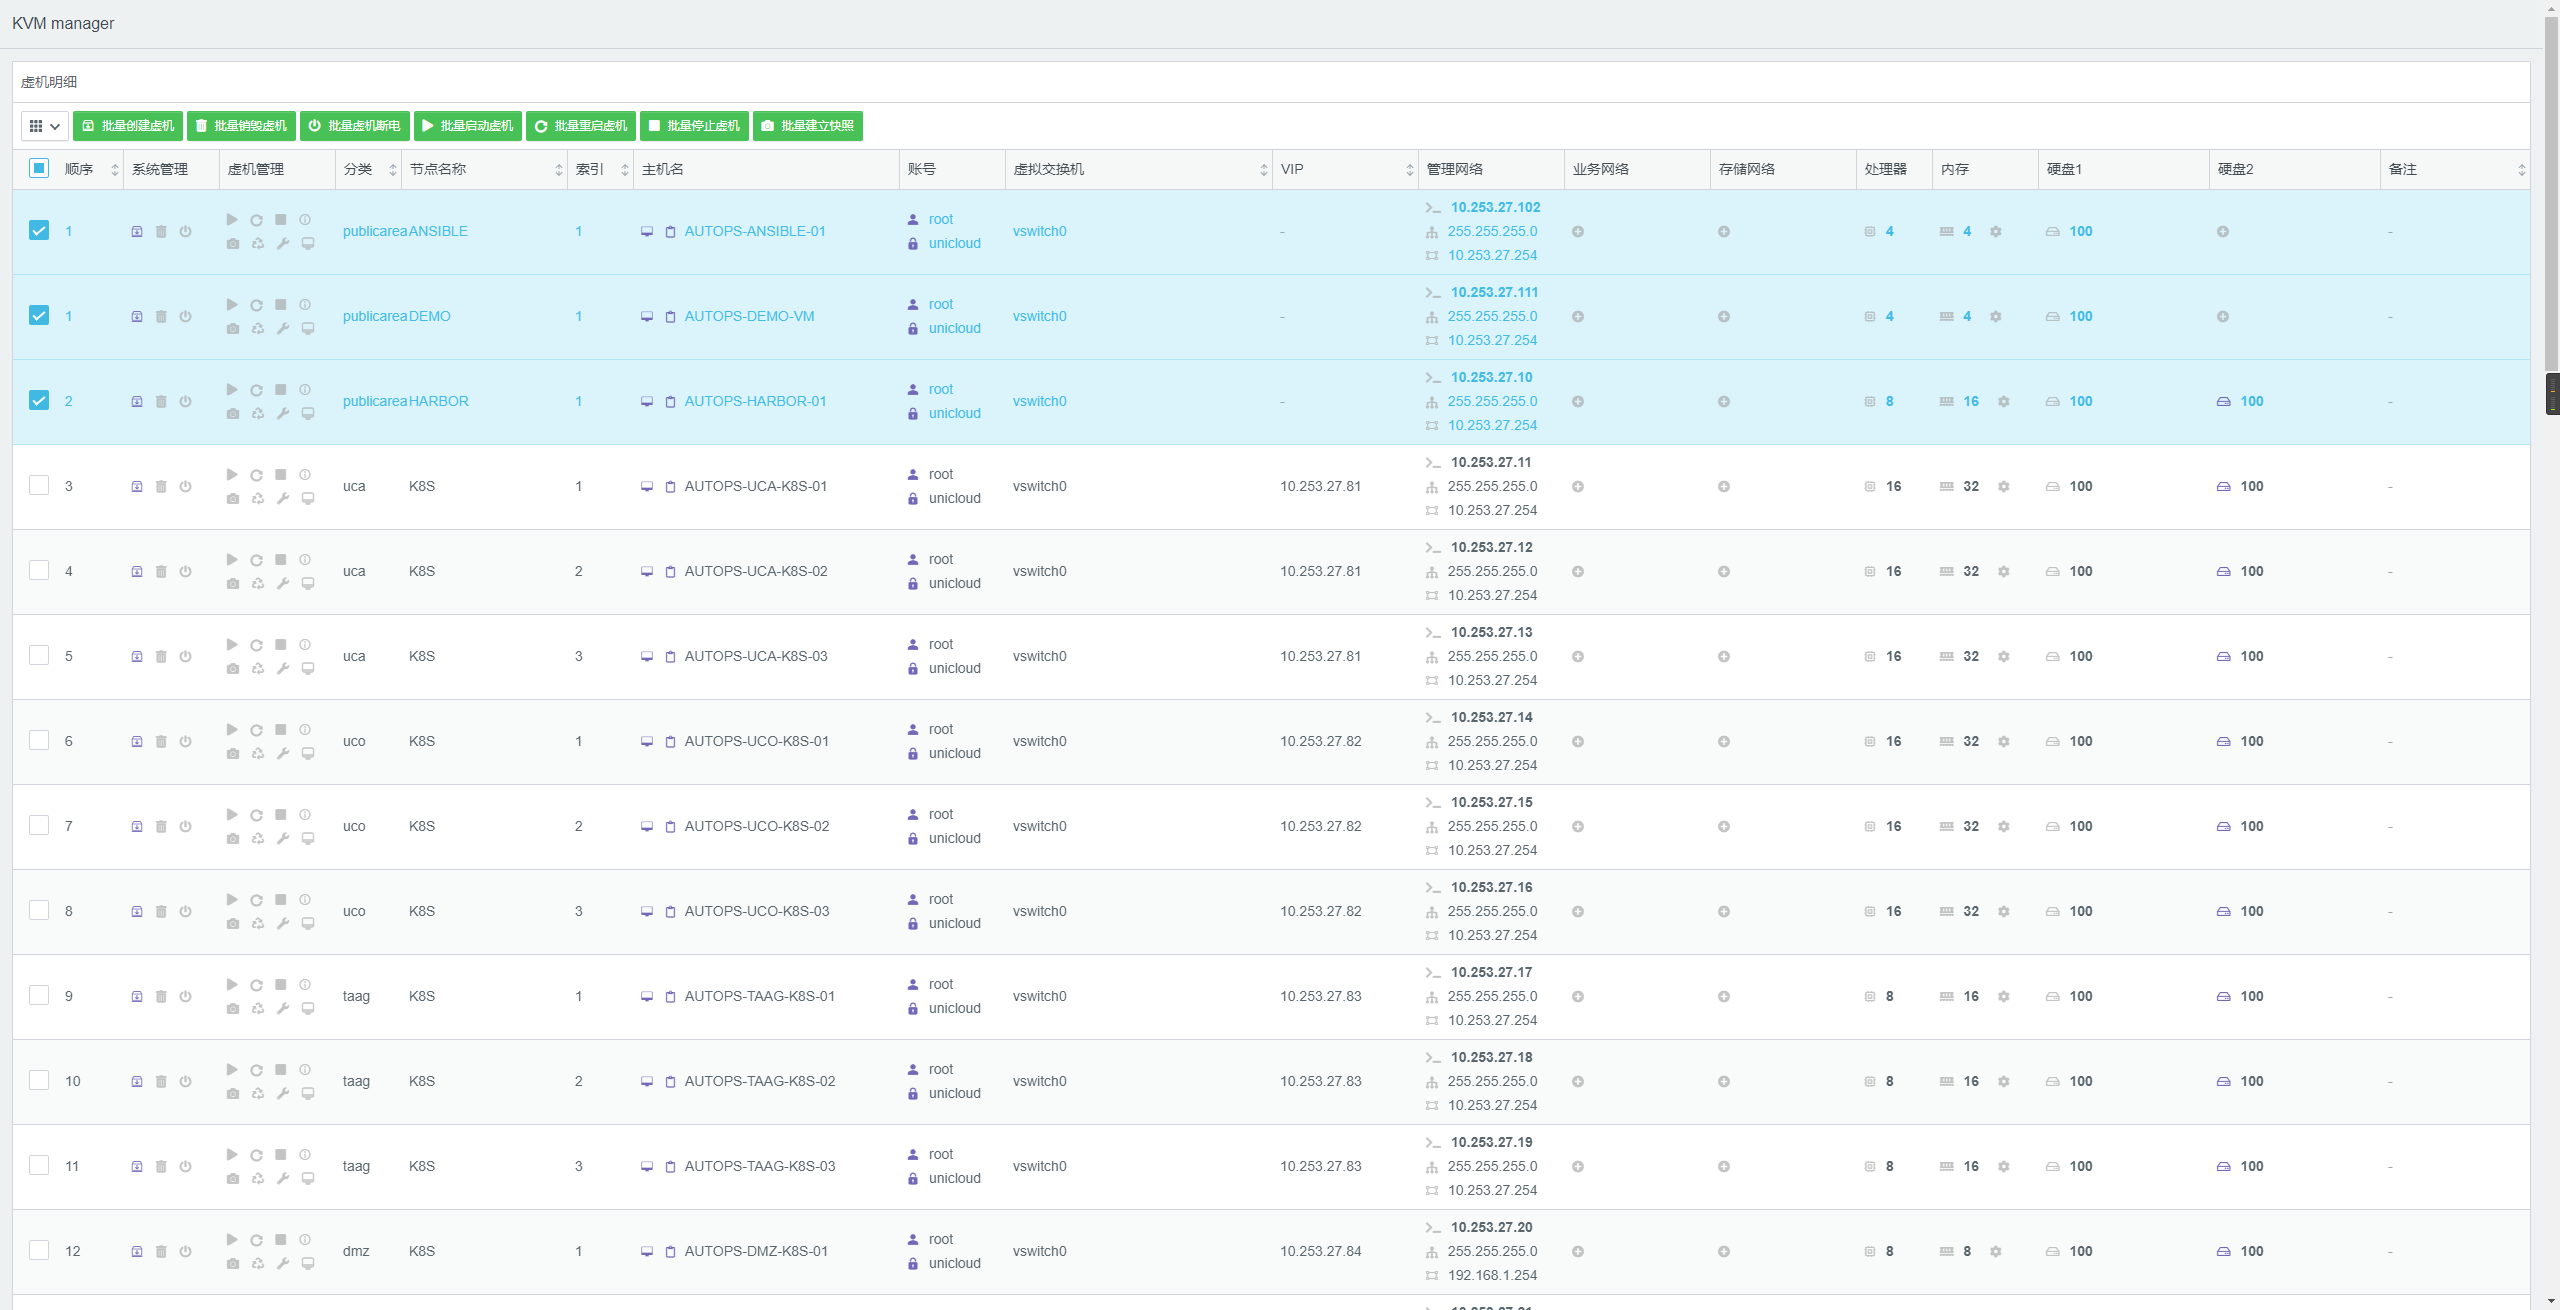 KVM manager
虚机明细
批量创建虚机 批量销毁虚机 批量虚机断电 批量启动虚机 批量重启虚机 批量停止虚机 批量建立快照
顺序 系统管理 虚机管理 分类 节点名称 索引 主机名 账号 虚拟交换机 VIP 管理网络 业务网络 存储网络 处理器 内存 硬盘1 硬盘2 备注
root 10.253.27.102
1 publicarea ANSIBLE 1 AUTOPS-ANSIBLE-01 vswitch0 - 255.255.255.0 4 4 100 -
unicloud 10.253.27.254
root 10.253.27.111
1 publicarea DEMO 1 AUTOPS-DEMO-VM vswitch0 - 255.255.255.0 4 4 100 -
unicloud 10.253.27.254
root 10.253.27.10
2 publicarea HARBOR 1 AUTOPS-HARBOR-01 vswitch0 - 255.255.255.0 8 16 100 100 -
unicloud 10.253.27.254
root 10.253.27.11
3 uca K8S 1 AUTOPS-UCA-K8S-01 vswitch0 10.253.27.81 255.255.255.0 16 32 100 100 -
unicloud 10.253.27.254
root 10.253.27.12
4 uca K8S 2 AUTOPS-UCA-K8S-02 vswitch0 10.253.27.81 255.255.255.0 16 32 100 100 -
unicloud 10.253.27.254
root 10.253.27.13
5 uca K8S 3 AUTOPS-UCA-K8S-03 vswitch0 10.253.27.81 255.255.255.0 16 32 100 100 -
unicloud 10.253.27.254
root 10.253.27.14
6 uco K8S 1 AUTOPS-UCO-K8S-01 vswitch0 10.253.27.82 255.255.255.0 16 32 100 100 -
unicloud 10.253.27.254
root 10.253.27.15
7 uco K8S 2 AUTOPS-UCO-K8S-02 vswitch0 10.253.27.82 255.255.255.0 16 32 100 100 -
unicloud 10.253.27.254
root 10.253.27.16
8 uco K8S 3 AUTOPS-UCO-K8S-03 vswitch0 10.253.27.82 255.255.255.0 16 32 100 100 -
unicloud 10.253.27.254
root 10.253.27.17
9 taag K8S 1 AUTOPS-TAAG-K8S-01 vswitch0 10.253.27.83 255.255.255.0 8 16 100 100 -
unicloud 10.253.27.254
root 10.253.27.18
10 taag K8S 2 AUTOPS-TAAG-K8S-02 vswitch0 10.253.27.83 255.255.255.0 8 16 100 100 -
unicloud 10.253.27.254
root 10.253.27.19
11 taag K8S 3 AUTOPS-TAAG-K8S-03 vswitch0 10.253.27.83 255.255.255.0 8 16 100 100 -
unicloud 10.253.27.254
root 10.253.27.20
12 dmz K8S 1 AUTOPS-DMZ-K8S-01 vswitch0 10.253.27.84 255.255.255.0 8 8 100 100 -
unicloud 192.168.1.254